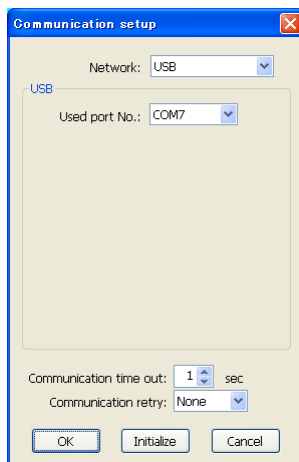 Communication setup
Network: USB
USB
Used port No.: COM7
Communication time out: 1 sec
Communication retry: None
OK Initialize Cancel